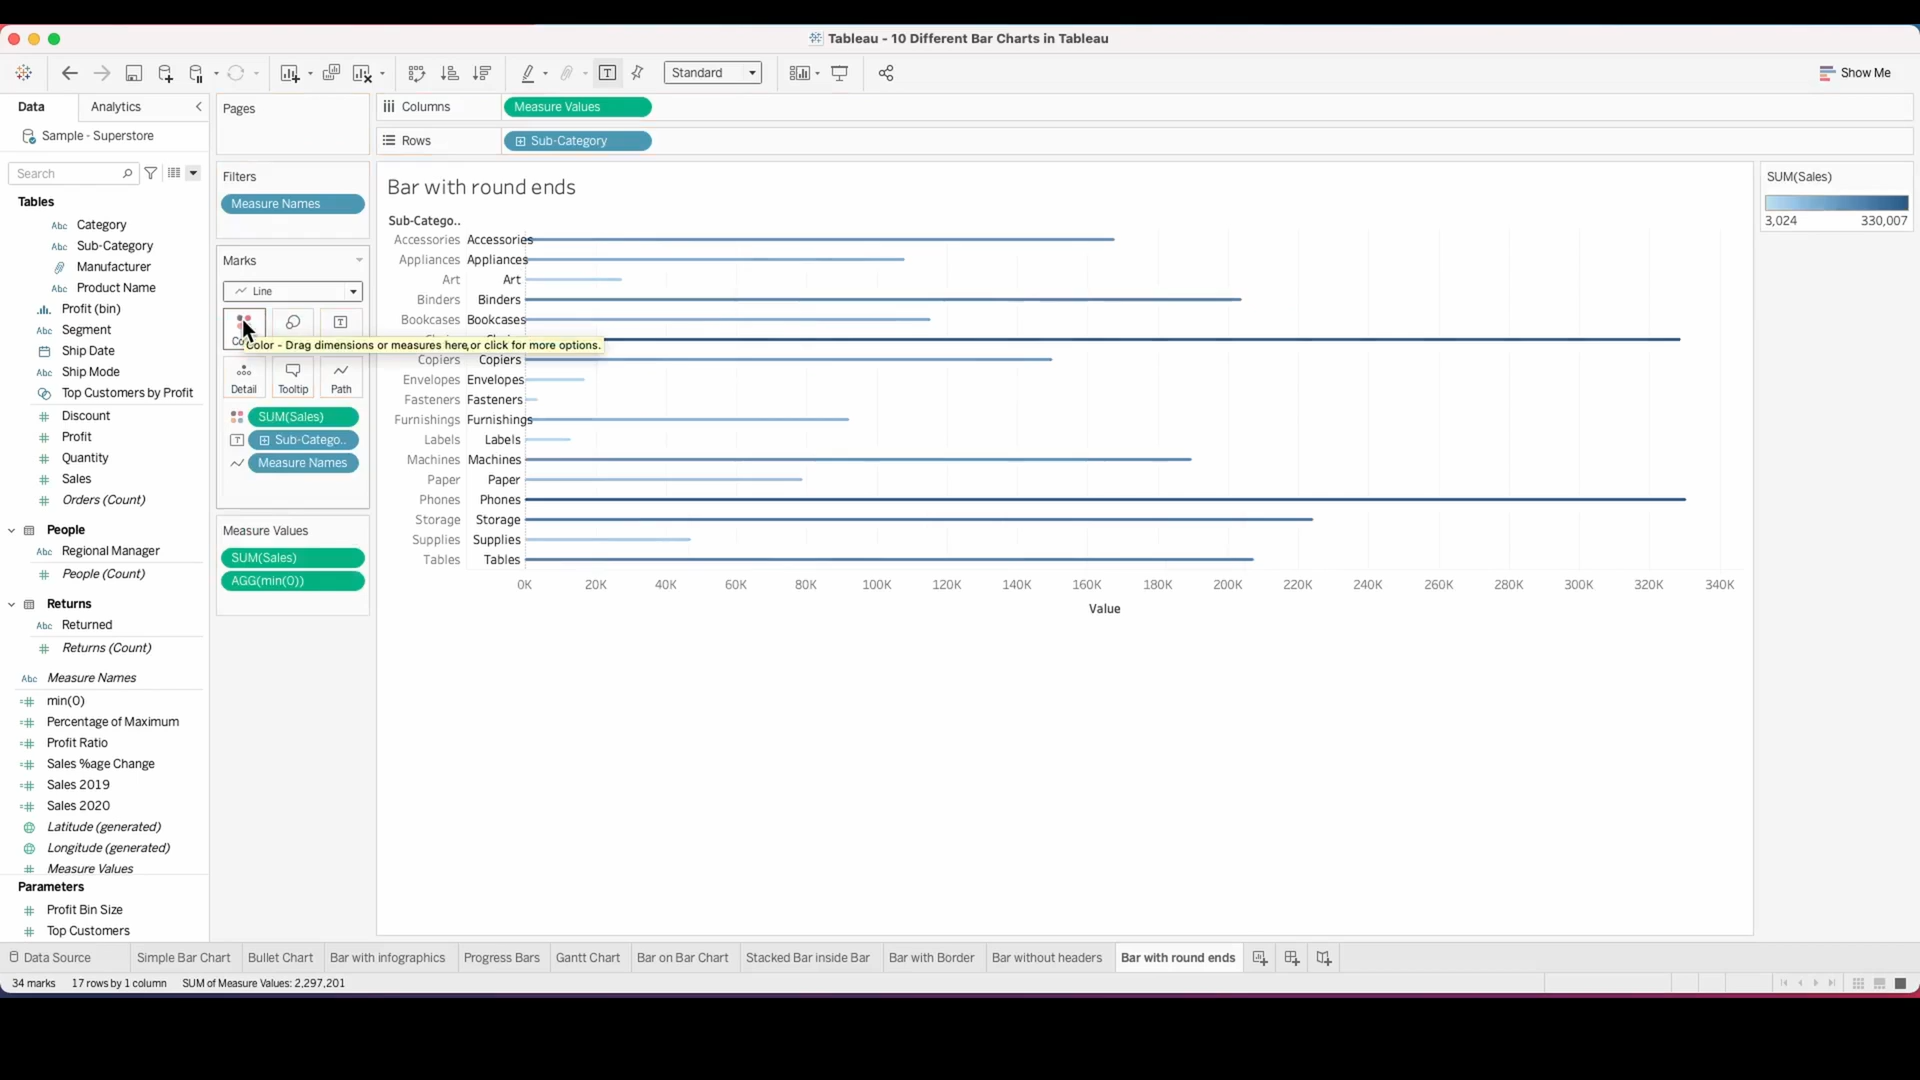 Tableau - 10 Different Bar Charts in Tableau
Standard
Show Me
Data
Analytics
Sample - Superstore
Search
Tables
Abc Category
Abc Sub-Category
Manufacturer
Abc Product Name
Profit (bin)
Abc Segment
Ship Date
Abc Ship Mode
Top Customers by Profit
Discount
Profit
Quantity
Sales
Orders (Count)
People
Abc Regional Manager
People (Count)
Returns
Abc Returned
Returns (Count)
Abc Measure Names
min(0)
Percentage of Maximum
Profit Ratio
Sales %age Change
Sales 2019
Sales 2020
Latitude (generated)
Longitude (generated)
Measure Values
Parameters
Profit Bin Size
Top Customers
Pages
Filters
Measure Names
Marks
Line
Color - Drag dimensions or measures here,or click for more options.
Detail
Tooltip
Path
SUM(Sales)
Sub-Catego..
Measure Names
Measure Values
SUM(Sales)
AGG(min(0))
Columns
Measure Values
Rows
Sub-Category
Bar with round ends
Sub-Catego..
Accessories Accessories
Appliances Appliances
Art Art
Binders Binders
Bookcases Bookcases
Copiers Copiers
Envelopes Envelopes
Fasteners Fasteners
Furnishings Furnishings
Labels Labels
Machines Machines
Paper Paper
Phones Phones
Storage Storage
Supplies Supplies
Tables Tables
0K 20K 40K 60K 80K 100K 120K 140K 160K 180K 200K 220K 240K 260K 280K 300K 320K 340K
Value
SUM(Sales)
3,024 330,007
Data Source
Simple Bar Chart
Bullet Chart
Bar with infographics
Progress Bars
Gantt Chart
Bar on Bar Chart
Stacked Bar inside Bar
Bar with Border
Bar without headers
Bar with round ends
34 marks 17 rows by 1 column SUM of Measure Values: 2,297,201